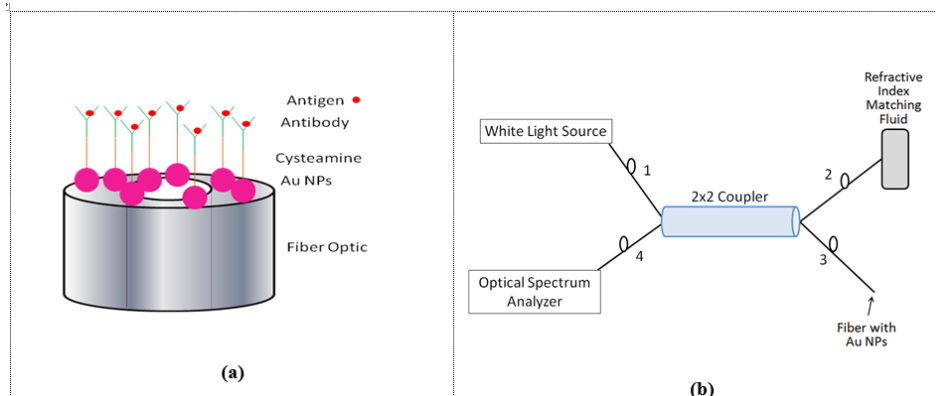 Antigen
Antibody
Cysteamine
Au NPs
Fiber Optic
(a)
Refractive
Index
Matching
Fluid
White Light Source
1
2
2x2 Coupler
4
3
Optical Spectrum
Analyzer
Fiber with
Au NPs
(b)